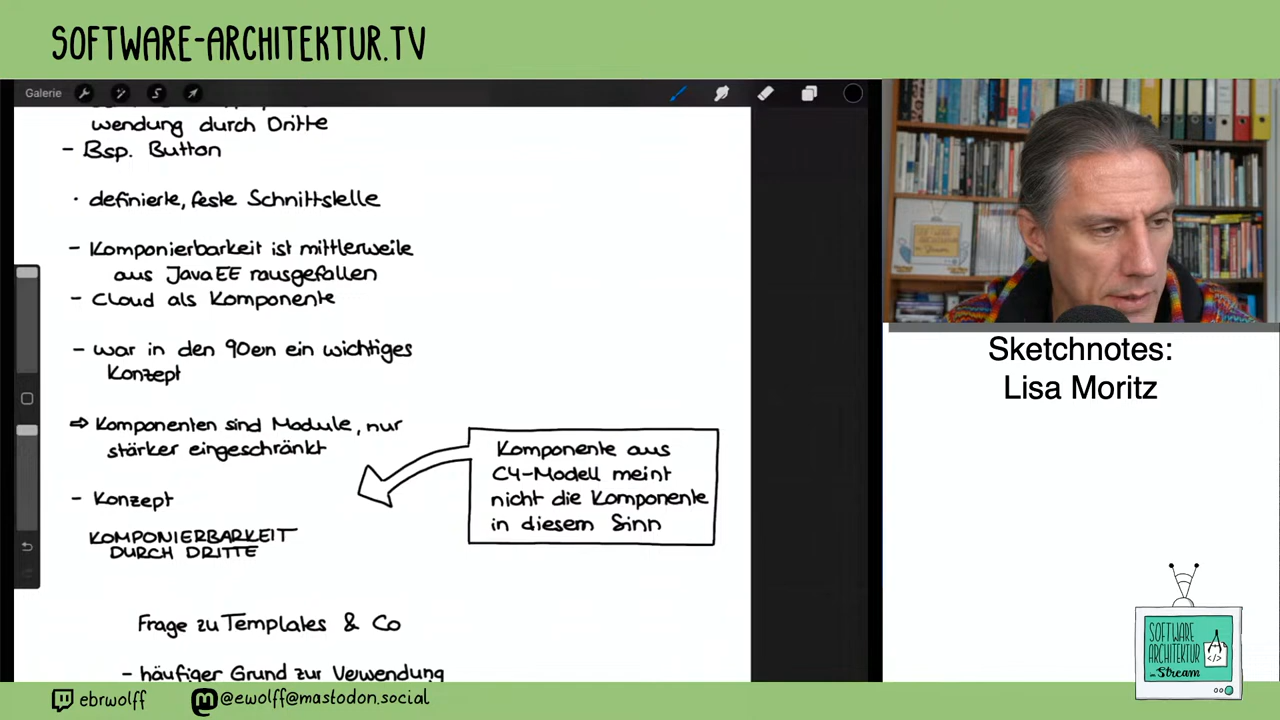 SOFTWARE-ARCHITEKTUR.TV
Galerie
wendung durch Dritte
- Bsp. Button
· definierte, feste Schnittstelle
- Komponierbarkeit ist mittlerweile
aus JavaEE rausgefallen
- Cloud als Komponente
- war in den 90ern ein wichtiges
Konzept
⇨ Komponenten sind Module, nur
stärker eingeschränkt
- Konzept
KOMPONIERBARKEIT
DURCH DRITTE
Komponente aus
C4-Modell meint
nicht die Komponente
in diesem Sinn
Frage zu Templates & Co
- häufiger Grund zur Verwendung
Sketchnotes:
Lisa Moritz
SOFTWARE
ARCHITEKTUR
im Stream
</>
ebrwolff
@ewolff@mastodon.social